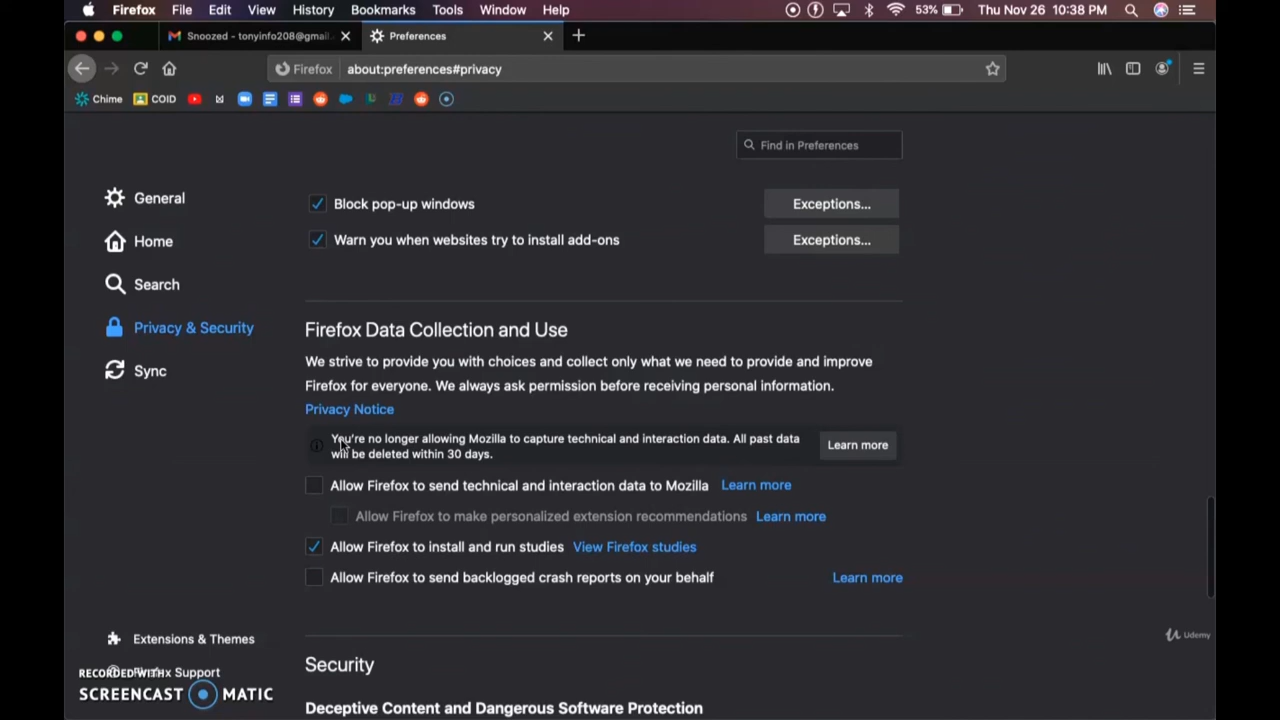 Firefox File Edit View History Bookmarks Tools Window Help 53% Thu Nov 26 10:38 PM
Snoozed - tonyinfo208@gmail. Preferences
Firefox about:preferences#privacy
Chime COID
Find in Preferences
General
Home
Search
Privacy & Security
Sync
Extensions & Themes
Firefox Support
Block pop-up windows Exceptions...
Warn you when websites try to install add-ons Exceptions...
Firefox Data Collection and Use
We strive to provide you with choices and collect only what we need to provide and improve
Firefox for everyone. We always ask permission before receiving personal information.
Privacy Notice
You're no longer allowing Mozilla to capture technical and interaction data. All past data
will be deleted within 30 days.
Learn more
Allow Firefox to send technical and interaction data to Mozilla Learn more
Allow Firefox to make personalized extension recommendations Learn more
Allow Firefox to install and run studies View Firefox studies
Allow Firefox to send backlogged crash reports on your behalf Learn more
Security
Deceptive Content and Dangerous Software Protection
Udemy
RECORDED WITH
SCREENCAST MATIC